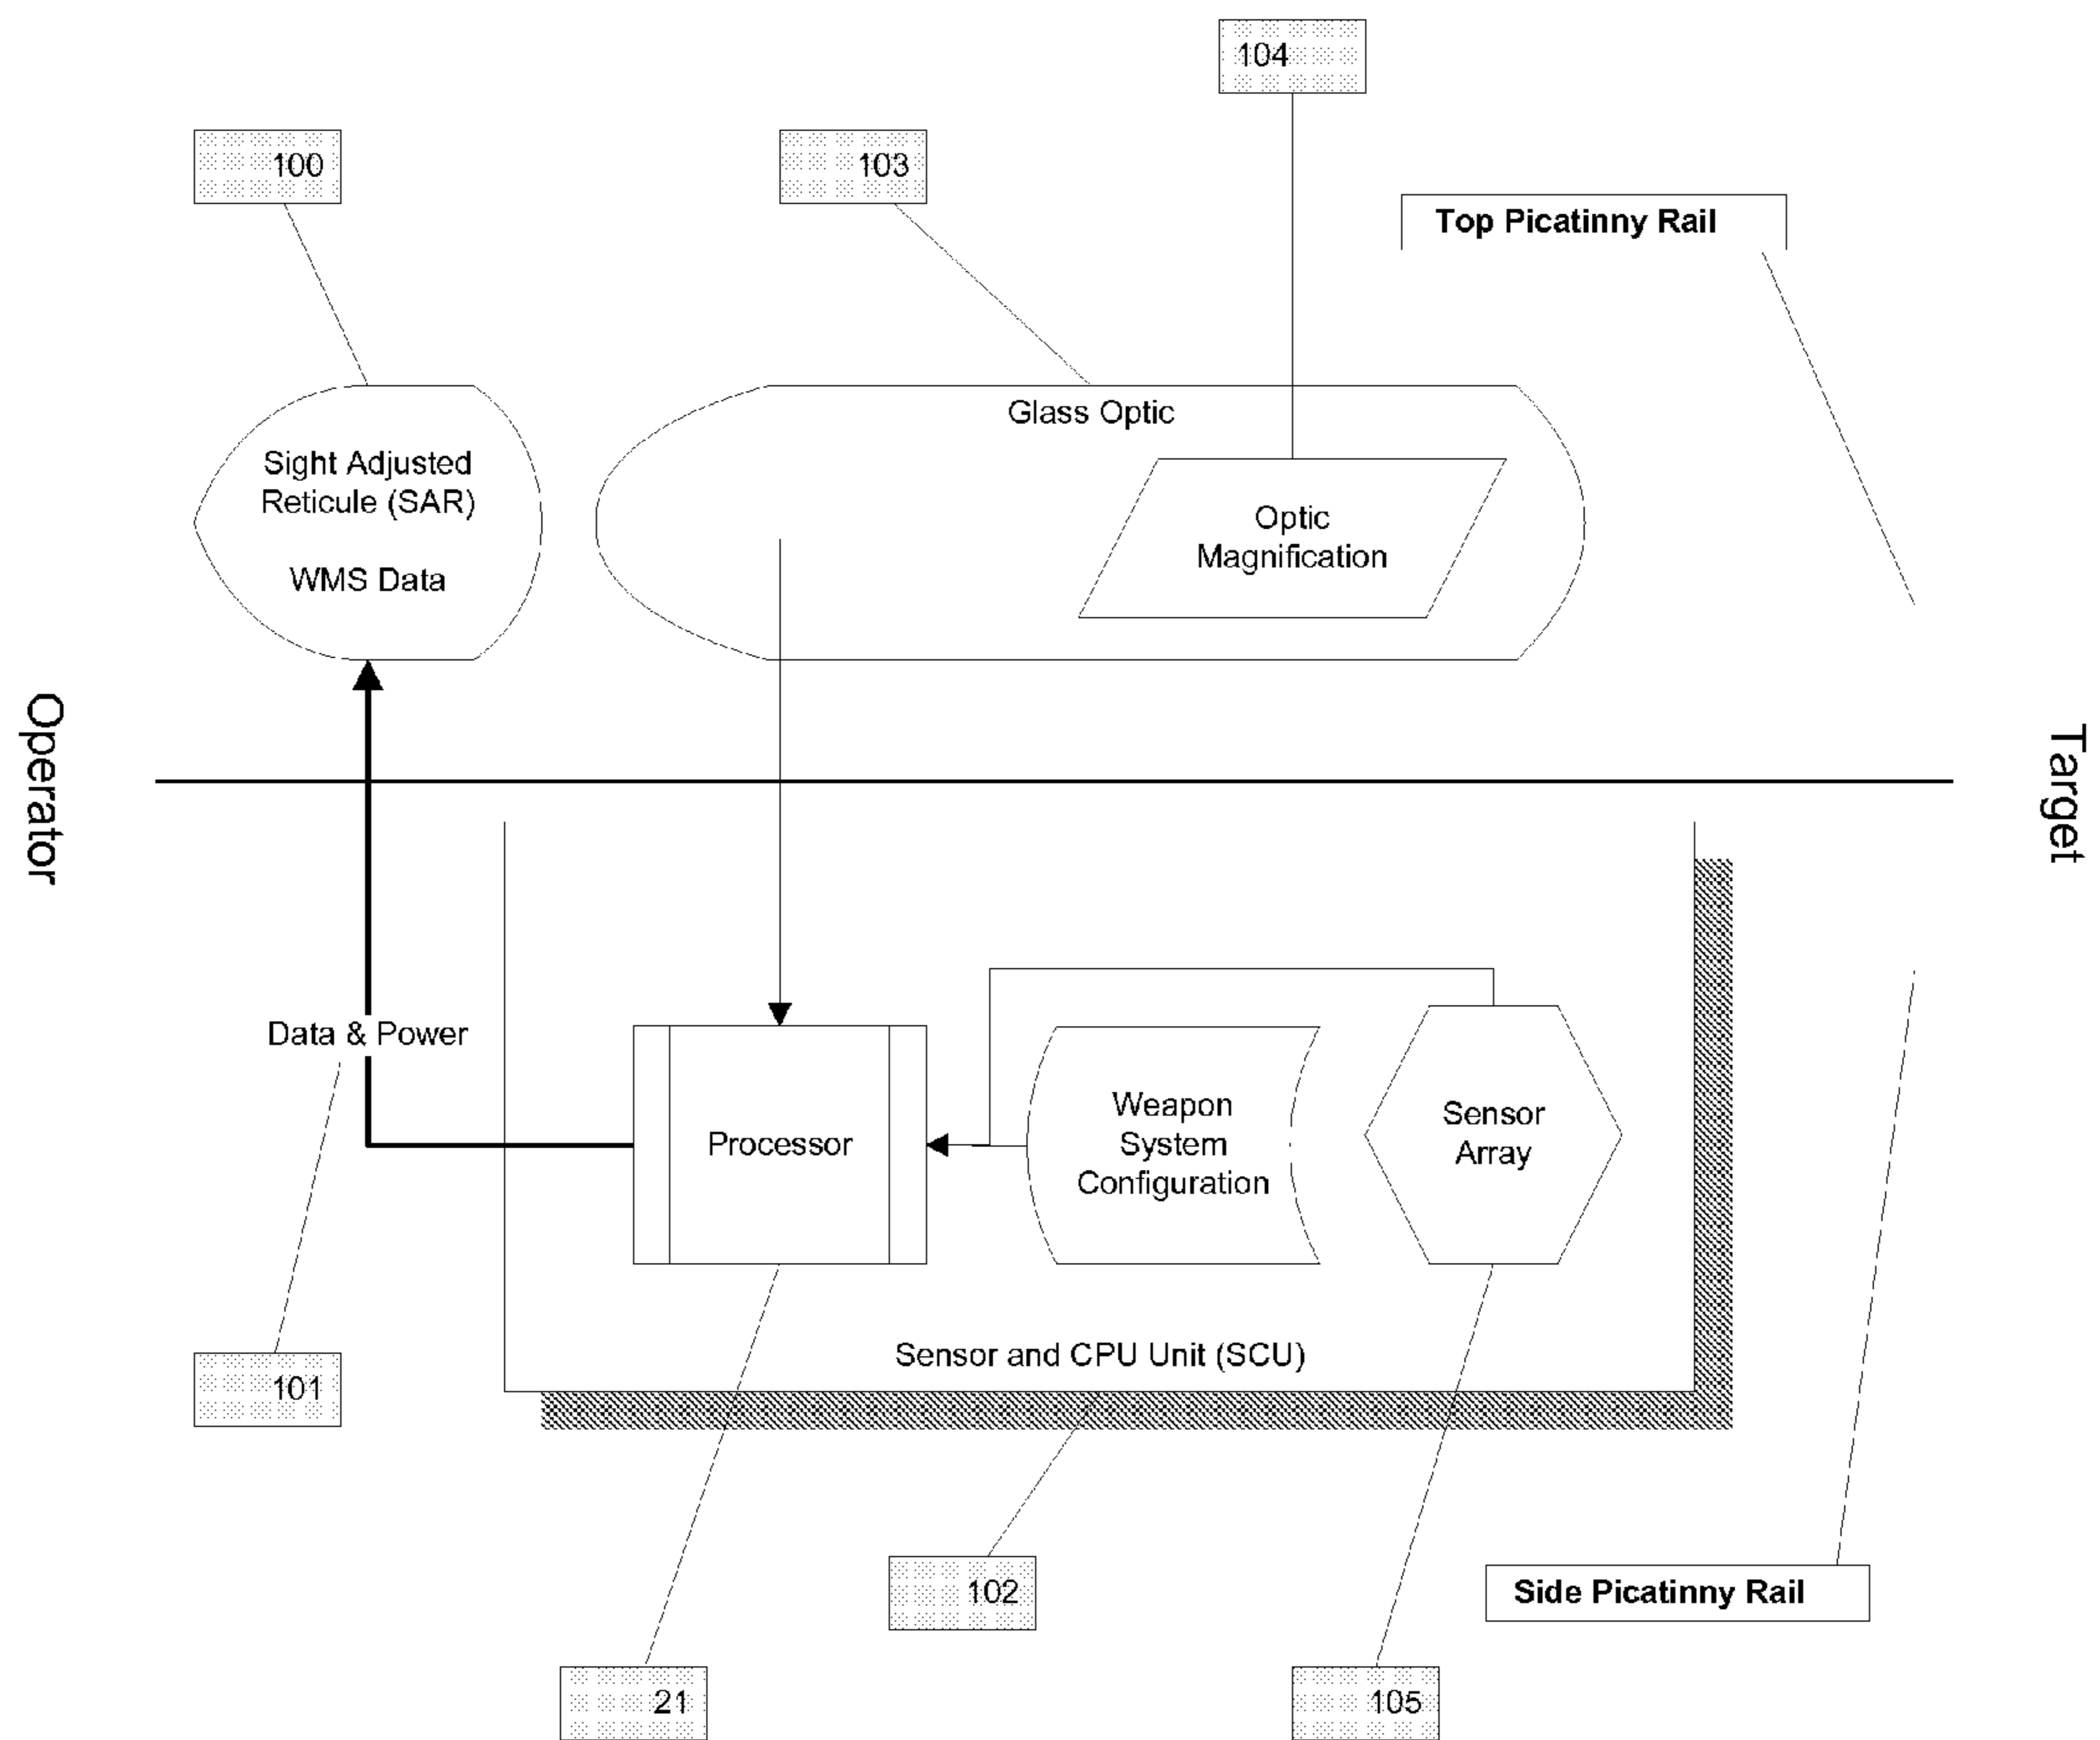 104
100
103
Top Picatinny Rail
Glass Optic
Sight Adjusted
Reticule (SAR)
WMS Data
Optic
Magnification
Operator
Target
Data & Power
Processor
Weapon
System
Configuration
Sensor
Array
Sensor and CPU Unit (SCU)
101
102
Side Picatinny Rail
21
105